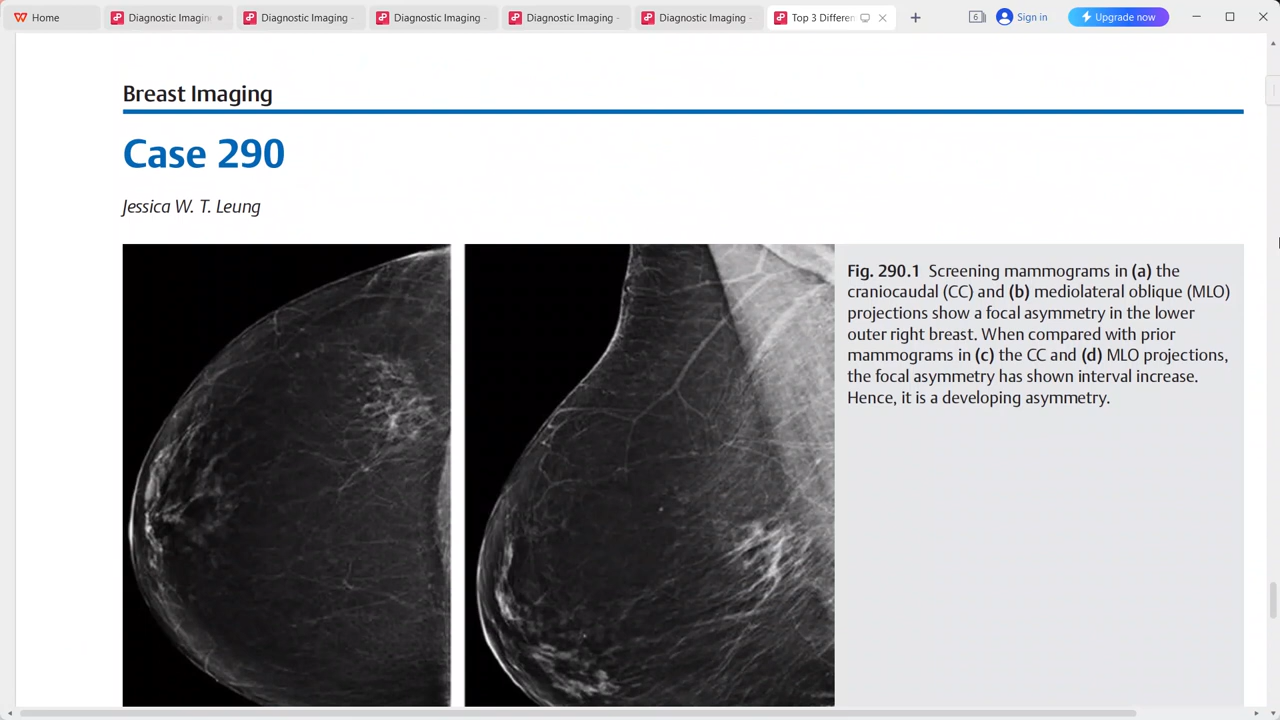 Home
Diagnostic Imaging
Diagnostic Imaging -
Diagnostic Imaging -
Diagnostic Imaging -
Diagnostic Imaging -
Top 3 Differen
6
Sign in
Upgrade now
Breast Imaging
Case 290
Jessica W. T. Leung
Fig. 290.1 Screening mammograms in (a) the
craniocaudal (CC) and (b) mediolateral oblique (MLO)
projections show a focal asymmetry in the lower
outer right breast. When compared with prior
mammograms in (c) the CC and (d) MLO projections,
the focal asymmetry has shown interval increase.
Hence, it is a developing asymmetry.